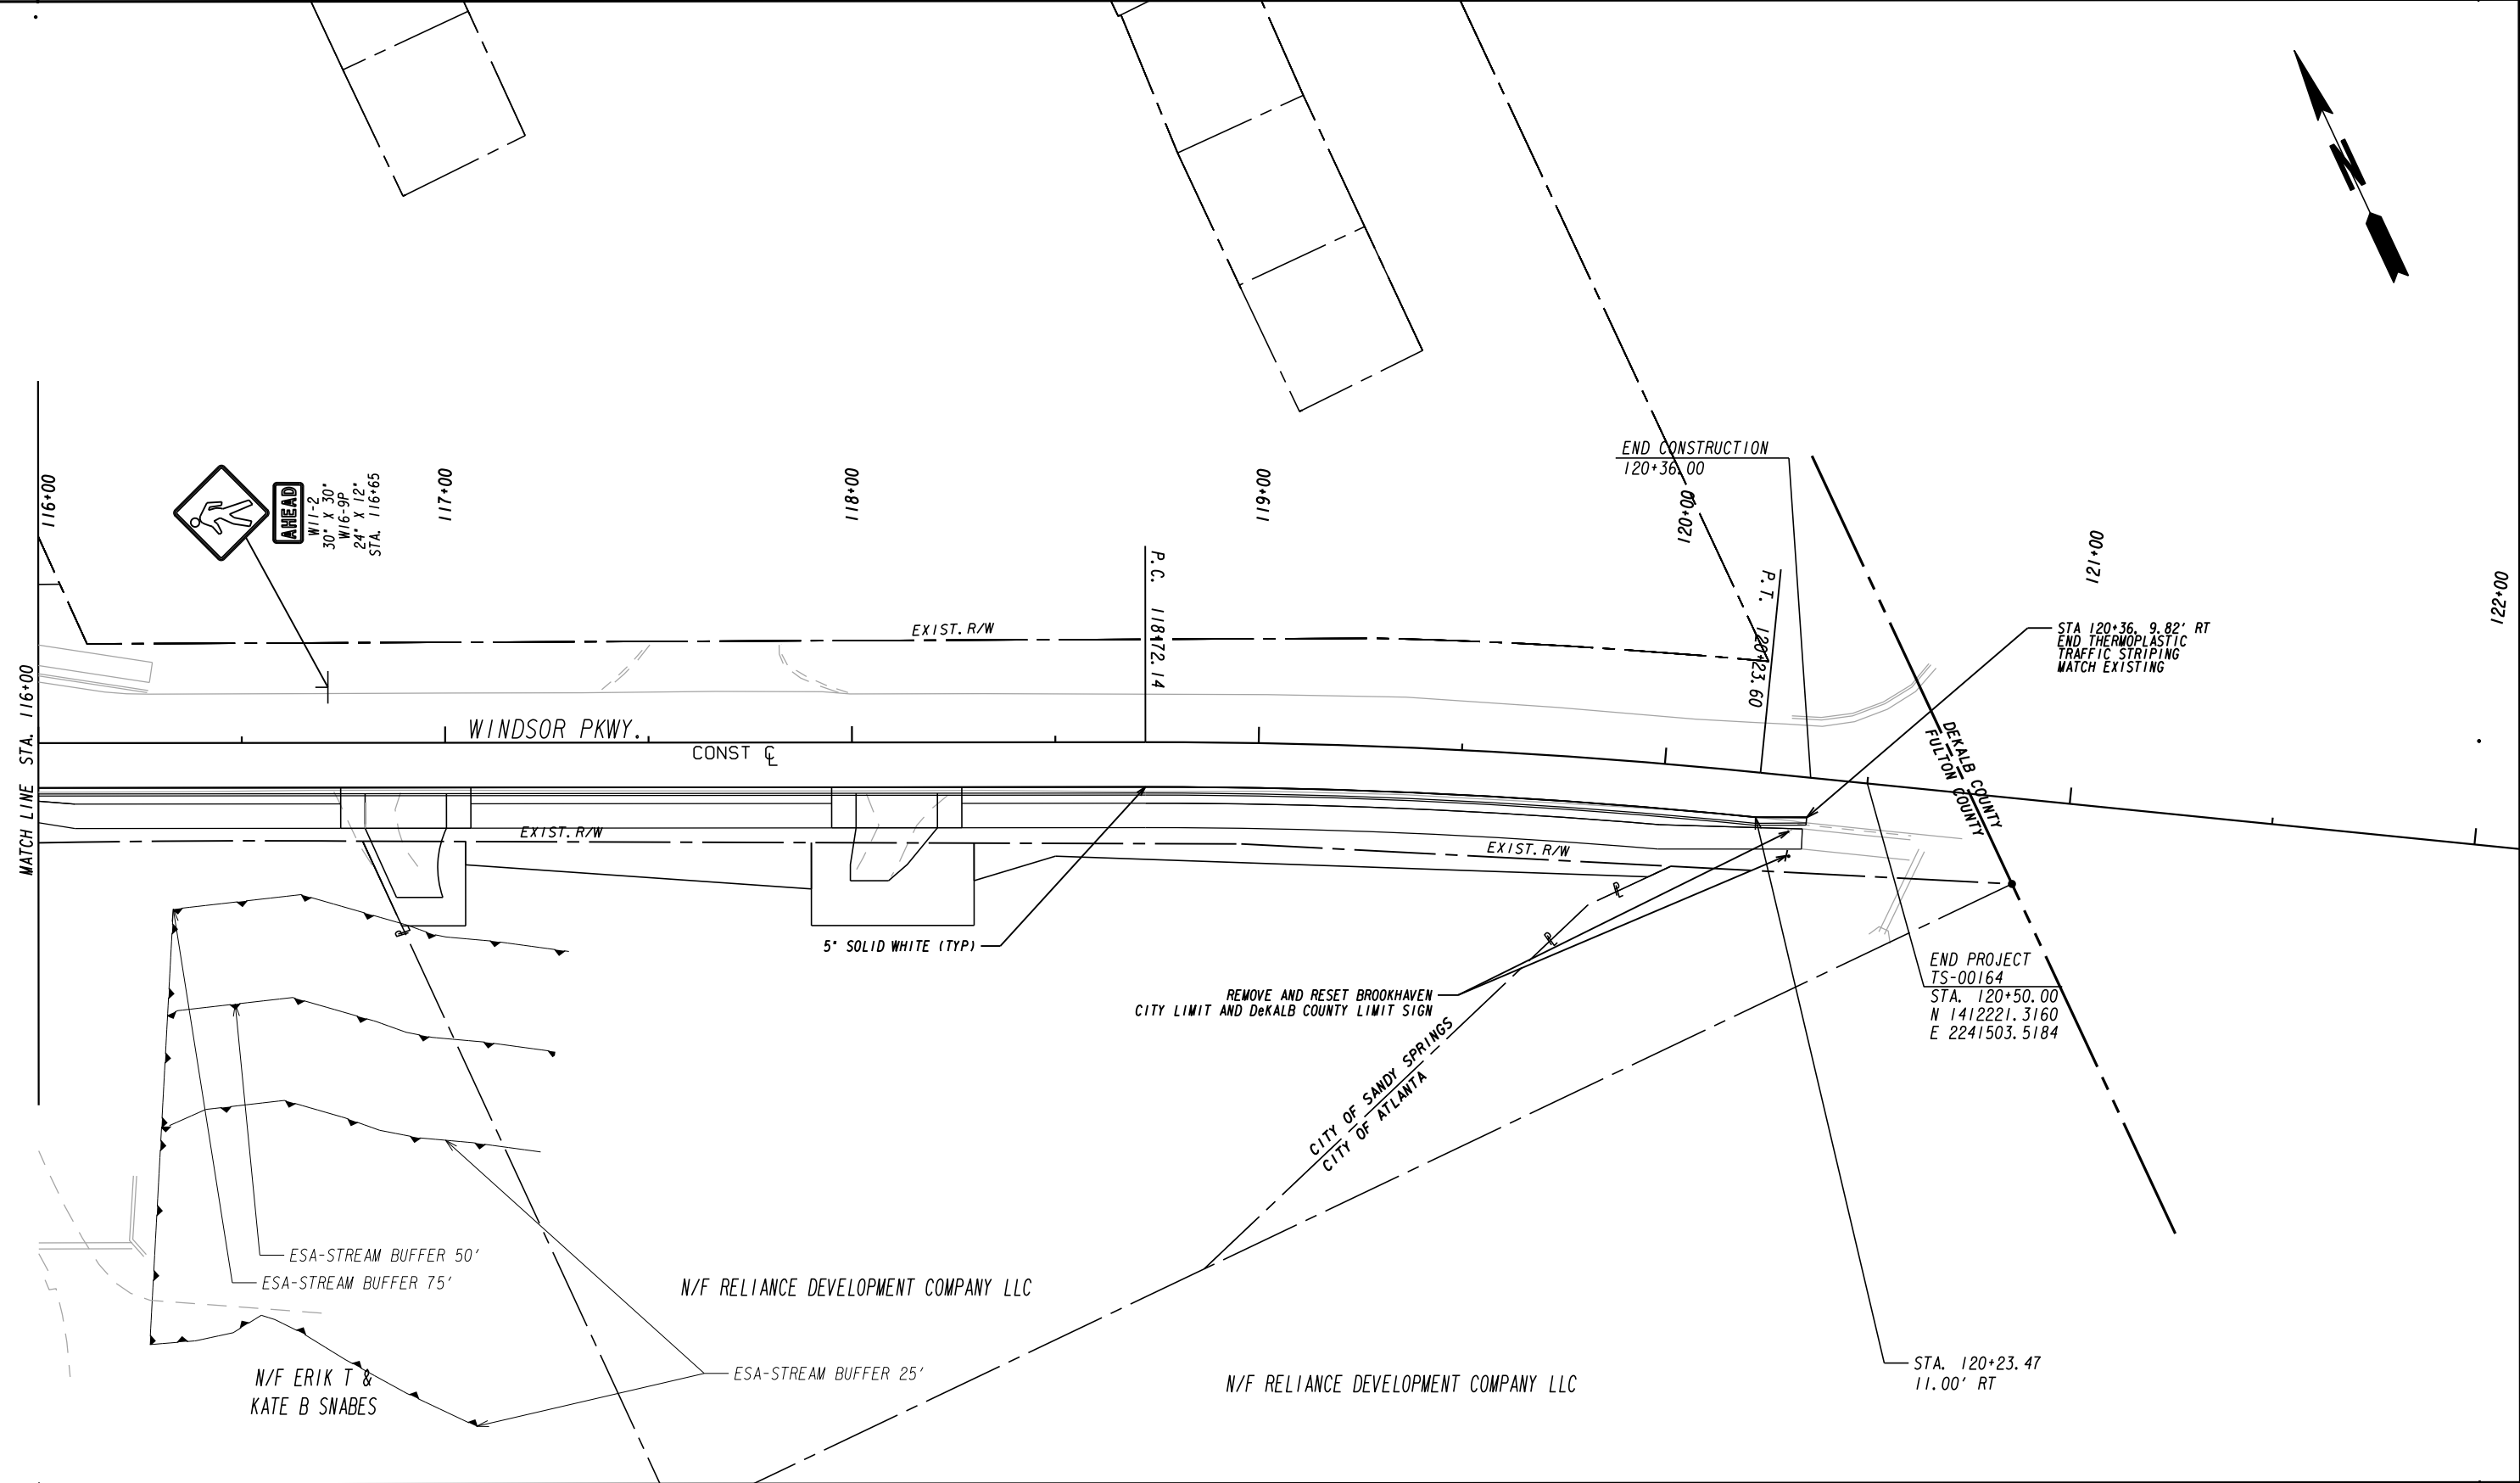 END CONSTRUCTION
120+36.00
116+00
117+00
118+00
119+00
120+00
121+00
122+00
AHEAD
W11-2
30" X 30"
W16-9P
24" X 12"
STA. 116+65
P.C. 118+72.14
P.T. 120+23.60
EXIST. R/W
STA 120+36, 9.82' RT
END THERMOPLASTIC
TRAFFIC STRIPING
MATCH EXISTING
MATCH LINE STA. 116+00
WINDSOR PKWY.
CONST ℄
DEKALB COUNTY
FULTON COUNTY
EXIST. R/W
EXIST. R/W
5" SOLID WHITE (TYP)
REMOVE AND RESET BROOKHAVEN
CITY LIMIT AND DeKALB COUNTY LIMIT SIGN
END PROJECT
TS-00164
STA. 120+50.00
N 1412221.3160
E 2241503.5184
CITY OF SANDY SPRINGS
CITY OF ATLANTA
ESA-STREAM BUFFER 50'
ESA-STREAM BUFFER 75'
N/F RELIANCE DEVELOPMENT COMPANY LLC
ESA-STREAM BUFFER 25'
N/F ERIK T &
KATE B SNABES
N/F RELIANCE DEVELOPMENT COMPANY LLC
STA. 120+23.47
11.00' RT
N
℄
℄
℄